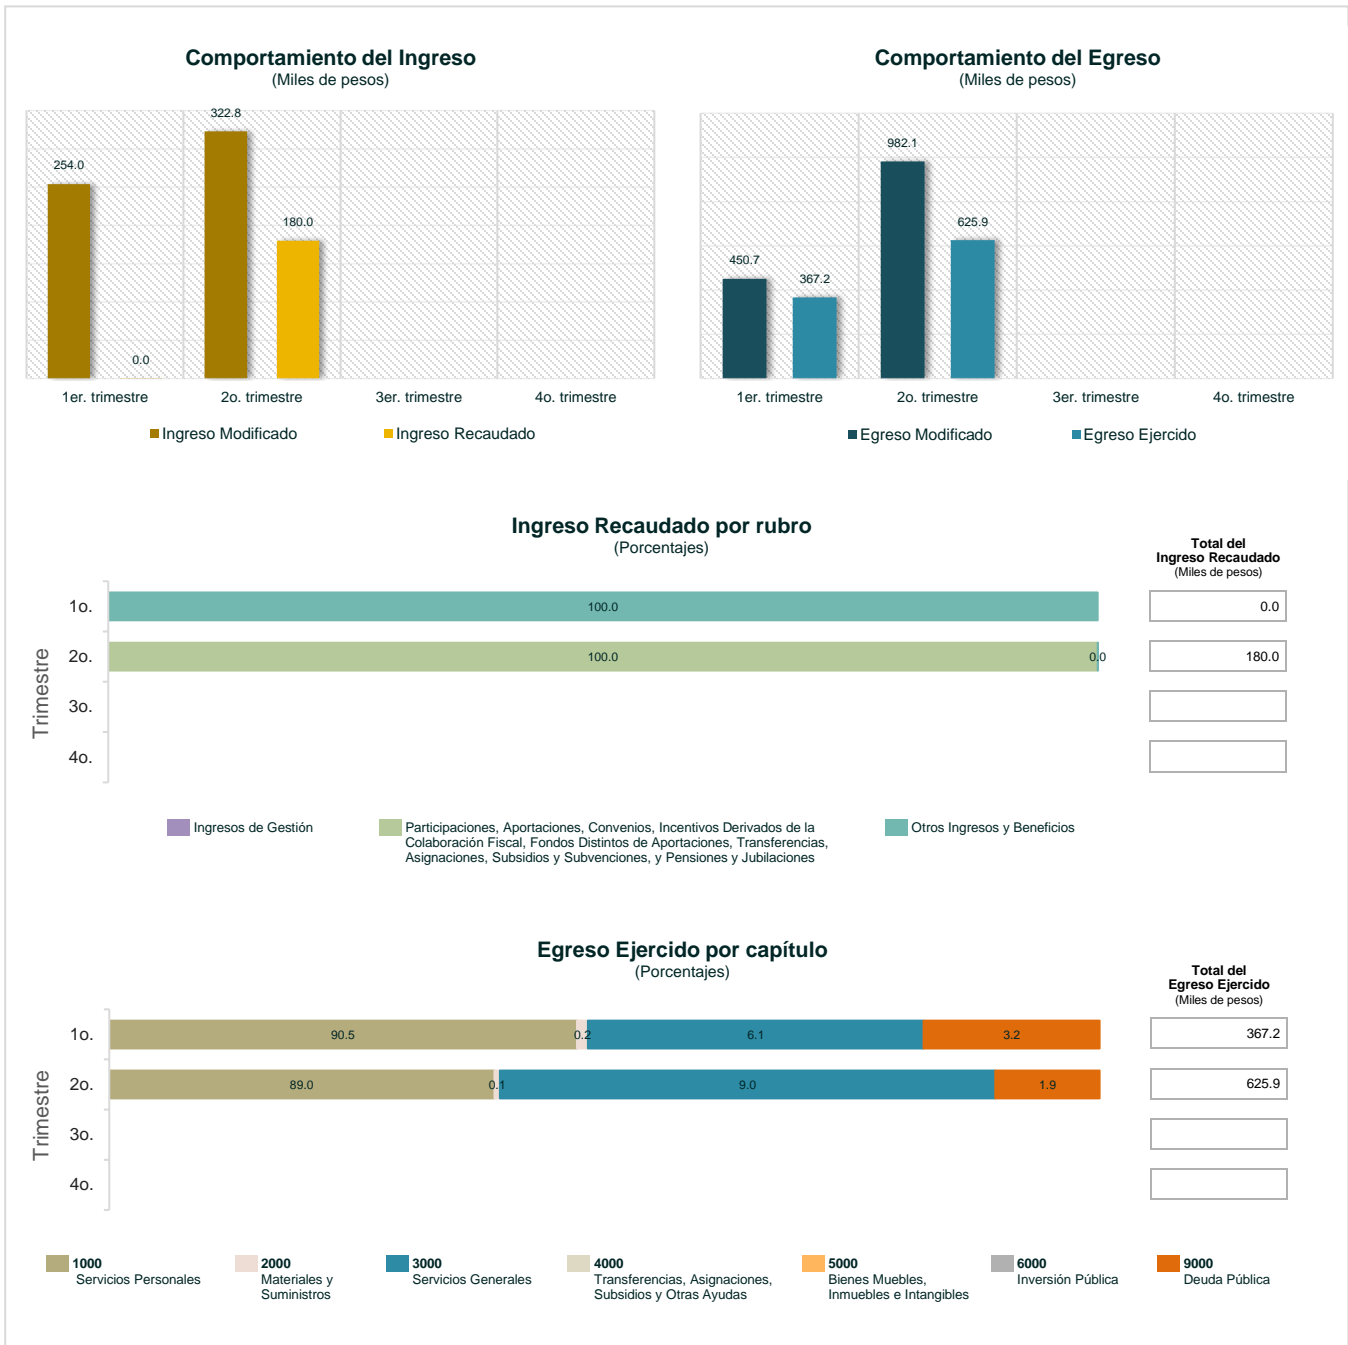 Comportamiento del Ingreso
(Miles de pesos)
254.0
0.0
322.8
180.0
1er. trimestre
2o. trimestre
3er. trimestre
4o. trimestre
Ingreso Modificado
Ingreso Recaudado
Comportamiento del Egreso
(Miles de pesos)
450.7
367.2
982.1
625.9
1er. trimestre
2o. trimestre
3er. trimestre
4o. trimestre
Egreso Modificado
Egreso Ejercido
Ingreso Recaudado por rubro
(Porcentajes)
Total del
Ingreso Recaudado
(Miles de pesos)
Trimestre
1o.
100.0
0.0
2o.
100.0
0.0
180.0
3o.
4o.
Ingresos de Gestión
Participaciones, Aportaciones, Convenios, Incentivos Derivados de la
Colaboración Fiscal, Fondos Distintos de Aportaciones, Transferencias,
Asignaciones, Subsidios y Subvenciones, y Pensiones y Jubilaciones
Otros Ingresos y Beneficios
Egreso Ejercido por capítulo
(Porcentajes)
Total del
Egreso Ejercido
(Miles de pesos)
Trimestre
1o.
90.5
0.2
6.1
3.2
367.2
2o.
89.0
0.1
9.0
1.9
625.9
3o.
4o.
1000
Servicios Personales
2000
Materiales y
Suministros
3000
Servicios Generales
4000
Transferencias, Asignaciones,
Subsidios y Otras Ayudas
5000
Bienes Muebles,
Inmuebles e Intangibles
6000
Inversión Pública
9000
Deuda Pública